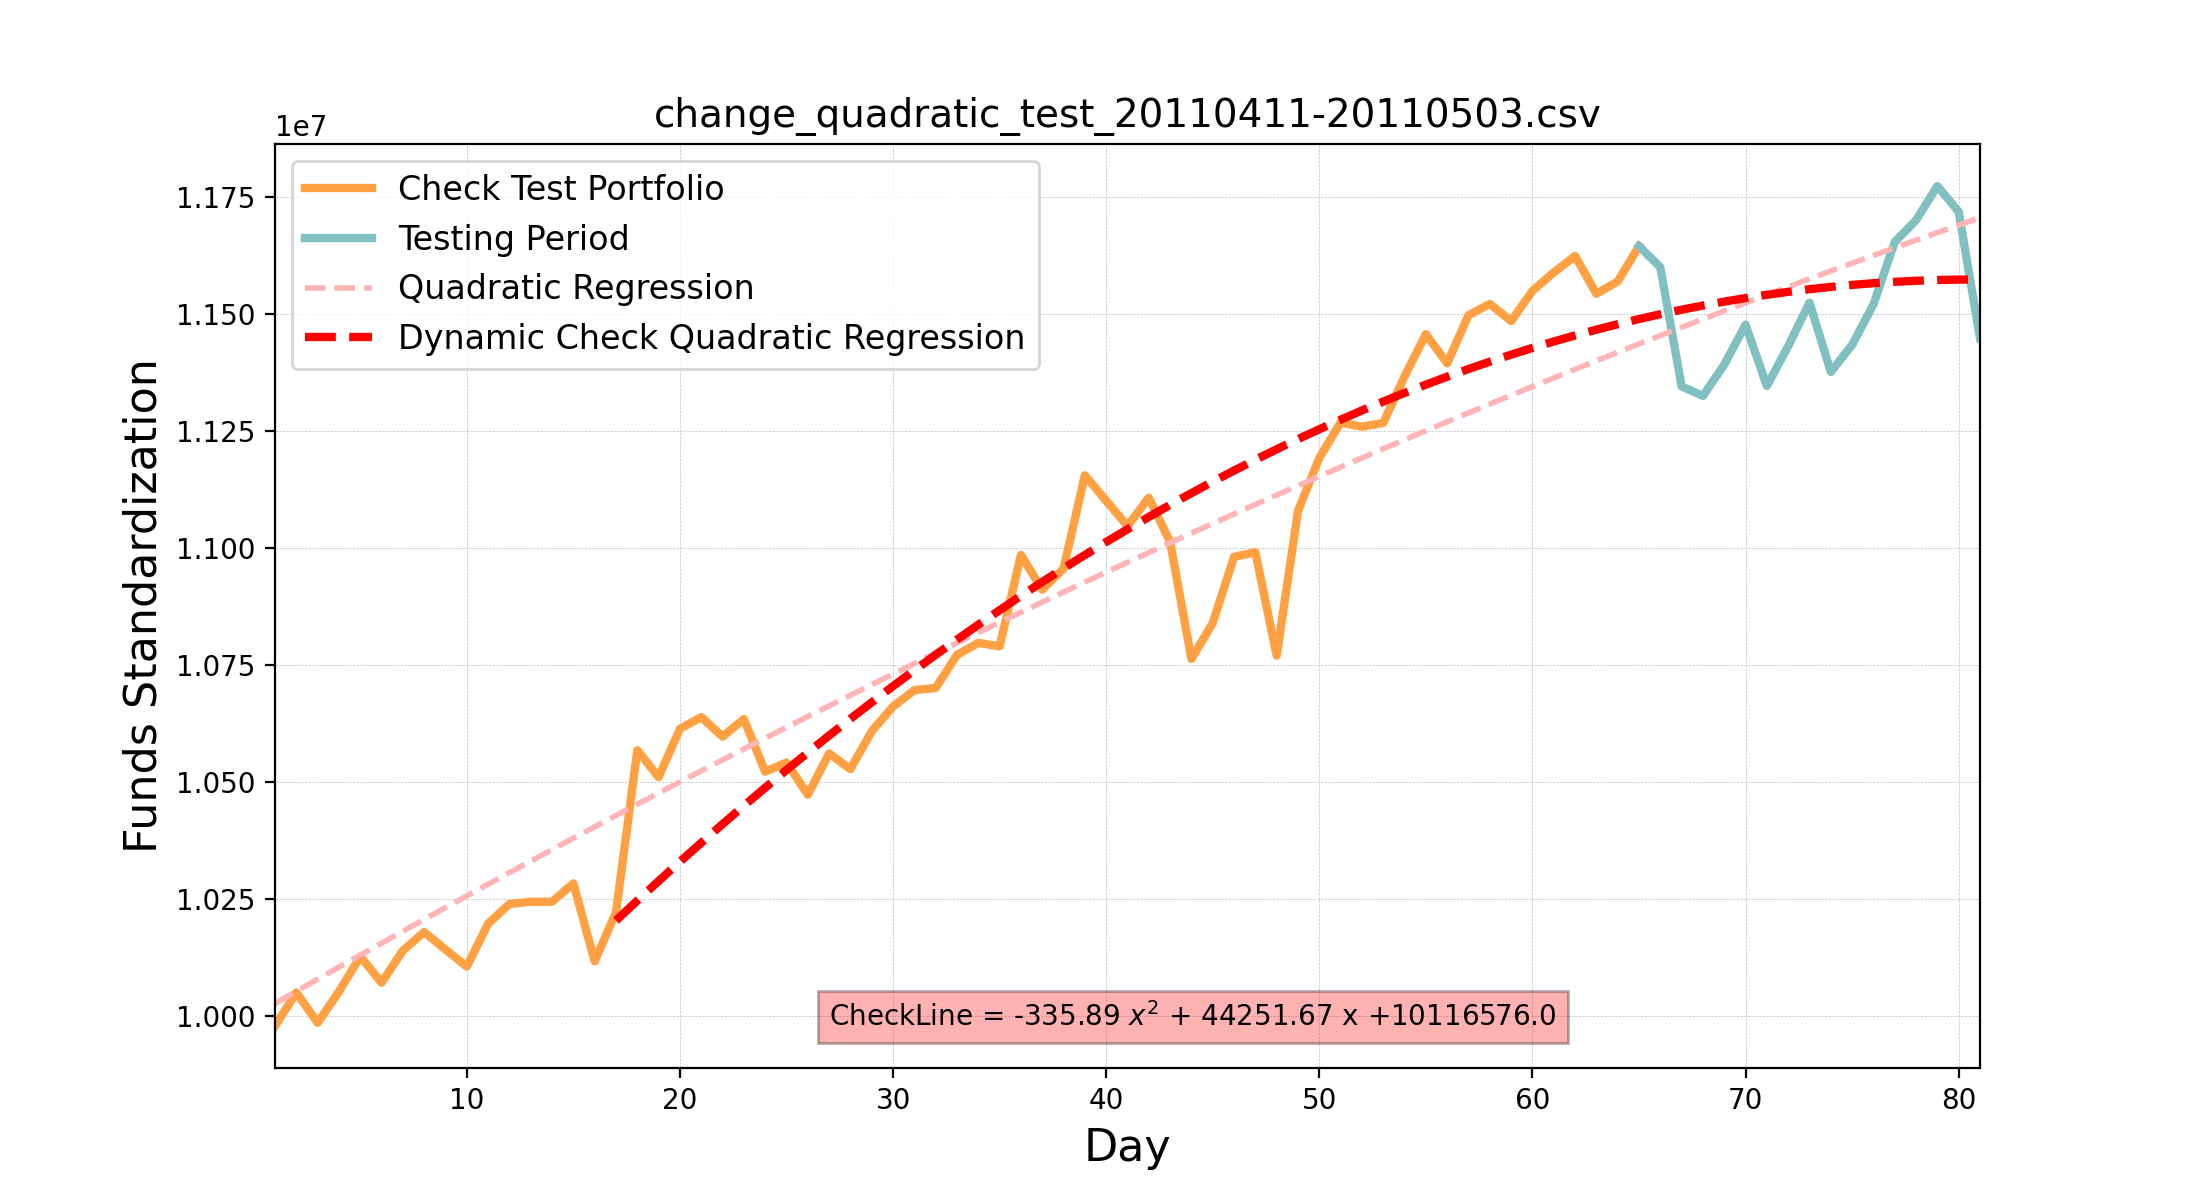 change_quadratic_test_20110411-20110503.csv
1e7
Check Test Portfolio
Testing Period
Quadratic Regression
Dynamic Check Quadratic Regression
1.175
1.150
1.125
1.100
1.075
1.050
1.025
1.000
Funds Standardization
CheckLine = -335.89 x² + 44251.67 x +10116576.0
10 20 30 40 50 60 70 80
Day